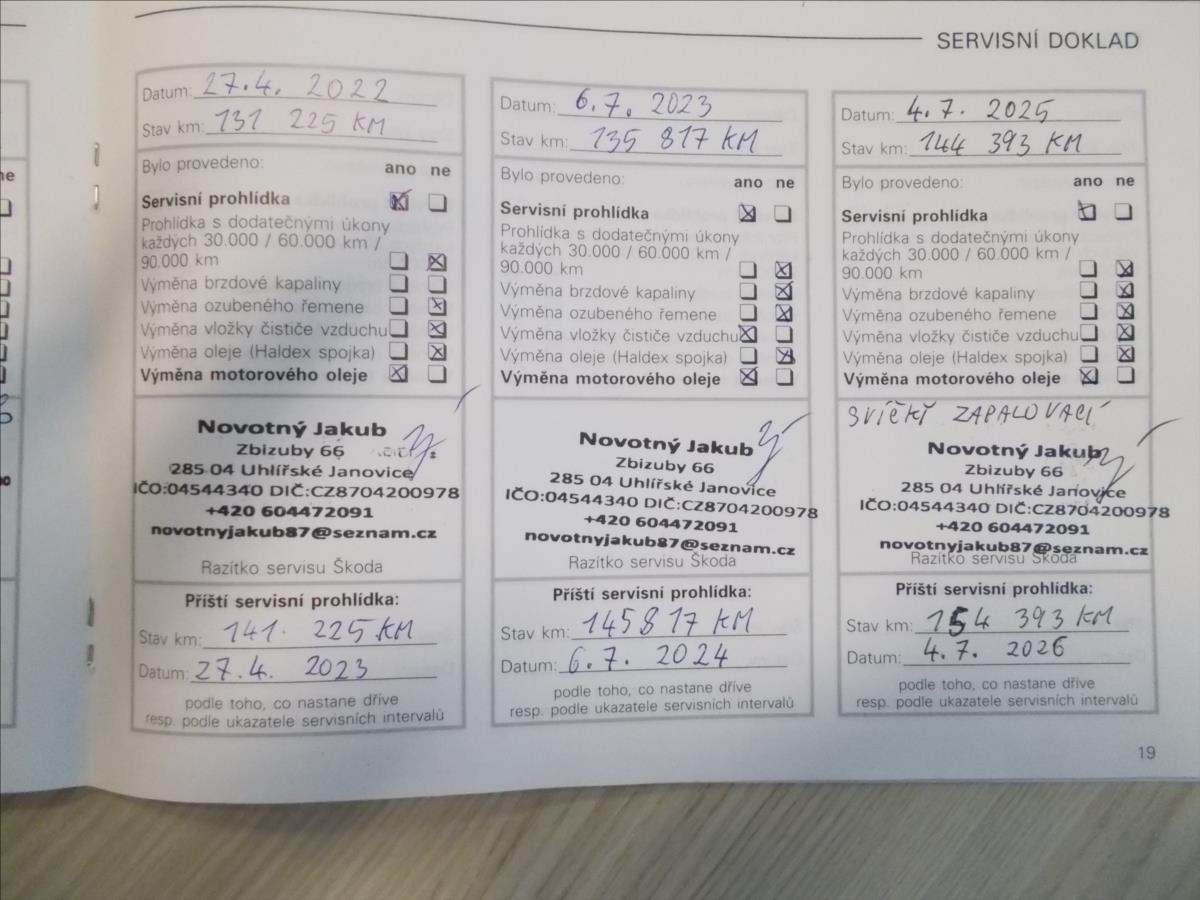 SERVISNÍ DOKLAD
ne
Datum: 27.4. 2022
Stav km: 131 225 KM
Bylo provedeno: ano ne
Servisní prohlídka
Prohlídka s dodatečnými úkony
každých 30.000 / 60.000 km /
90.000 km
Výměna brzdové kapaliny
Výměna ozubeného řemene
Výměna vložky čističe vzduchu
Výměna oleje (Haldex spojka)
Výměna motorového oleje
Novotný Jakub
Zbizuby 66
285 04 Uhlířské Janovice
IČO:04544340 DIČ:CZ8704200978
+420 604472091
novotnyjakub87@seznam.cz
Razítko servisu Škoda
Příští servisní prohlídka:
Stav km: 141 225 KM
Datum: 27.4. 2023
podle toho, co nastane dříve
resp. podle ukazatele servisních intervalů
Datum: 6.7. 2023
Stav km: 135 817 KM
Bylo provedeno: ano ne
Servisní prohlídka
Prohlídka s dodatečnými úkony
každých 30.000 / 60.000 km /
90.000 km
Výměna brzdové kapaliny
Výměna ozubeného řemene
Výměna vložky čističe vzduchu
Výměna oleje (Haldex spojka)
Výměna motorového oleje
Novotný Jakub
Zbizuby 66
285 04 Uhlířské Janovice
IČO:04544340 DIČ:CZ8704200978
+420 604472091
novotnyjakub87@seznam.cz
Razítko servisu Škoda
Příští servisní prohlídka:
Stav km: 145817 KM
Datum: 6.7. 2024
podle toho, co nastane dříve
resp. podle ukazatele servisních intervalů
Datum: 4.7. 2025
Stav km: 144 393 KM
Bylo provedeno: ano ne
Servisní prohlídka
Prohlídka s dodatečnými úkony
každých 30.000 / 60.000 km /
90.000 km
Výměna brzdové kapaliny
Výměna ozubeného řemene
Výměna vložky čističe vzduchu
Výměna oleje (Haldex spojka)
Výměna motorového oleje
SVÍČKY ZAPALOVACÍ
Novotný Jakub
Zbizuby 66
285 04 Uhlířské Janovice
IČO:04544340 DIČ:CZ8704200978
+420 604472091
novotnyjakub87@seznam.cz
Razítko servisu Škoda
Příští servisní prohlídka:
Stav km: 154 393 KM
Datum: 4.7. 2026
podle toho, co nastane dříve
resp. podle ukazatele servisních intervalů
19